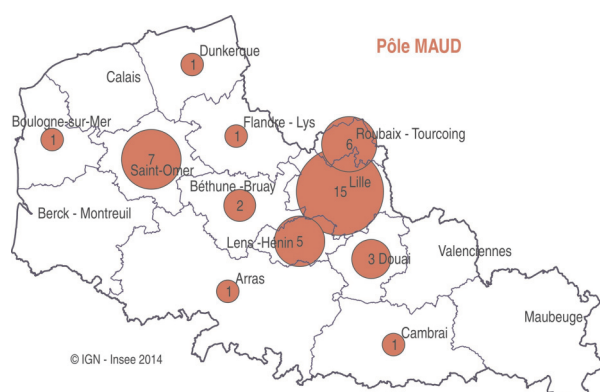 Pôle MAUD
Dunkerque
1
Calais
Boulogne-sur-Mer
1
Flandre - Lys
1
Roubaix - Tourcoing
6
7
Saint-Omer
Béthune -Bruay
2
15
Lille
Berck - Montreuil
Lens -Hénin
5
3 Douai
Valenciennes
Arras
1
Maubeuge
Cambrai
1
© IGN - Insee 2014